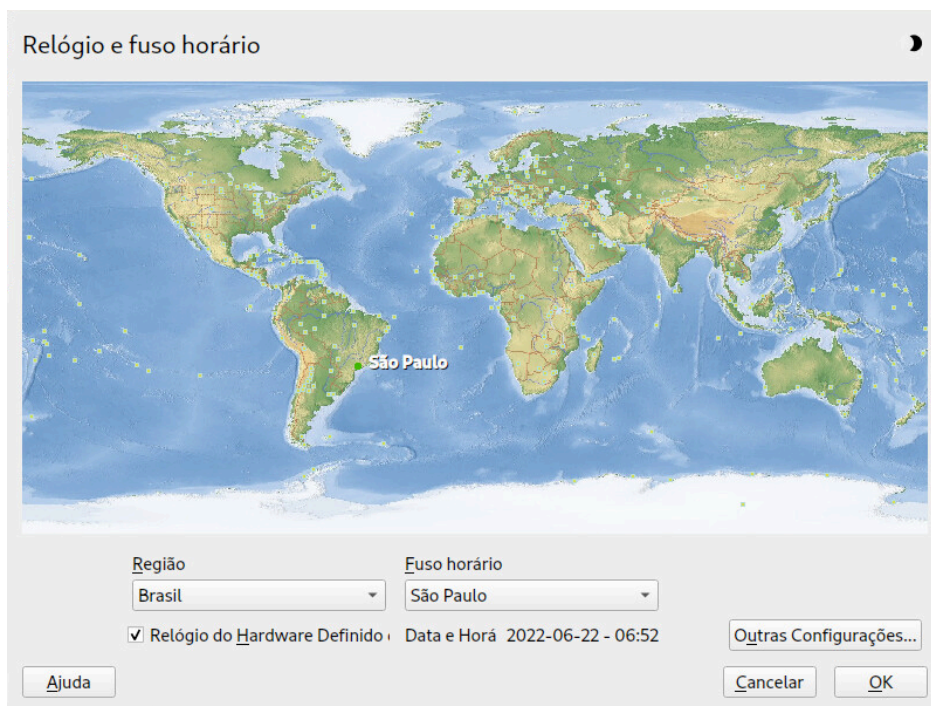 Relógio e fuso horário
São Paulo
Região
Fuso horário
Brasil
São Paulo
Relógio do Hardware Definido
Data e Horá 2022-06-22 - 06:52
Outras Configurações...
Ajuda
Cancelar
OK